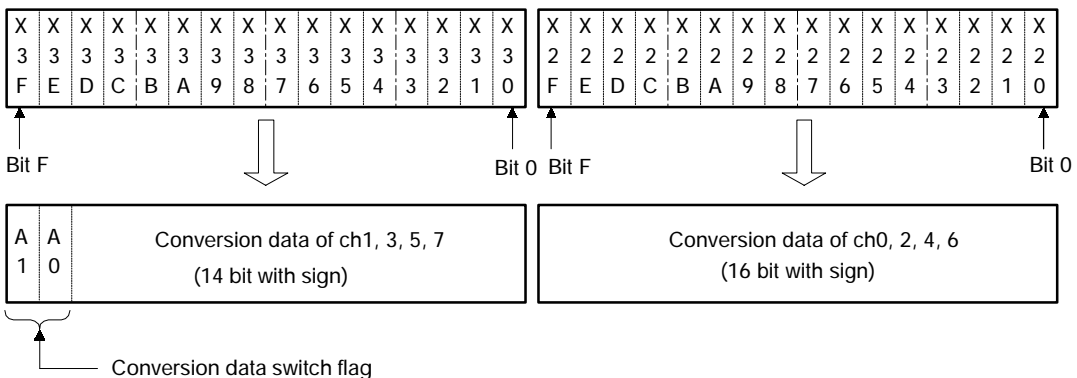 X X X X X X X X X X X X X X X X X X X X X X X X X X X X X X X X
3 3 3 3 3 3 3 3 3 3 3 3 3 3 3 3 2 2 2 2 2 2 2 2 2 2 2 2 2 2 2 2
F E D C B A 9 8 7 6 5 4 3 2 1 0 F E D C B A 9 8 7 6 5 4 3 2 1 0
Bit F Bit 0 Bit F Bit 0
A A Conversion data of ch1, 3, 5, 7 Conversion data of ch0, 2, 4, 6
1 0 (14 bit with sign) (16 bit with sign)
Conversion data switch flag